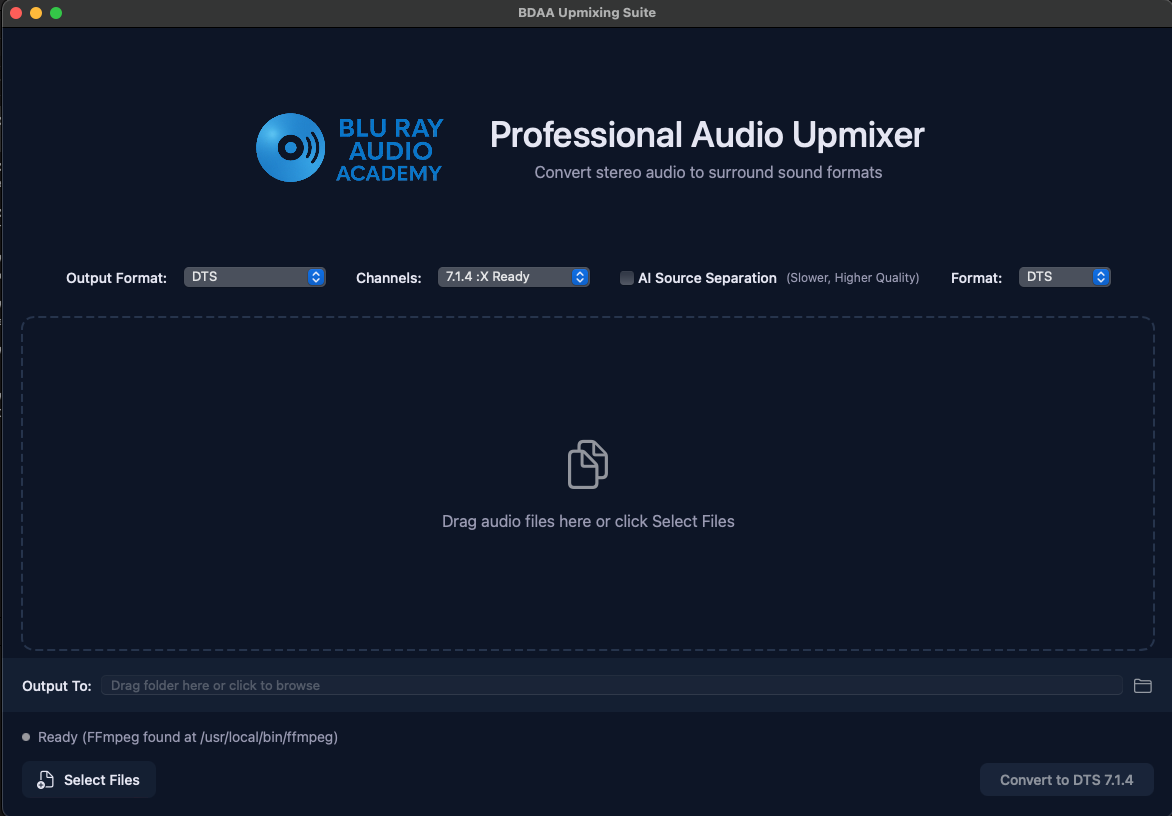 BDAA Upmixing Suite
BLU RAY
AUDIO
ACADEMY
Professional Audio Upmixer
Convert stereo audio to surround sound formats
Output Format: DTS Channels: 7.1.4 :X Ready AI Source Separation (Slower, Higher Quality) Format: DTS
Drag audio files here or click Select Files
Output To: Drag folder here or click to browse
Ready (FFmpeg found at /usr/local/bin/ffmpeg)
Select Files Convert to DTS 7.1.4